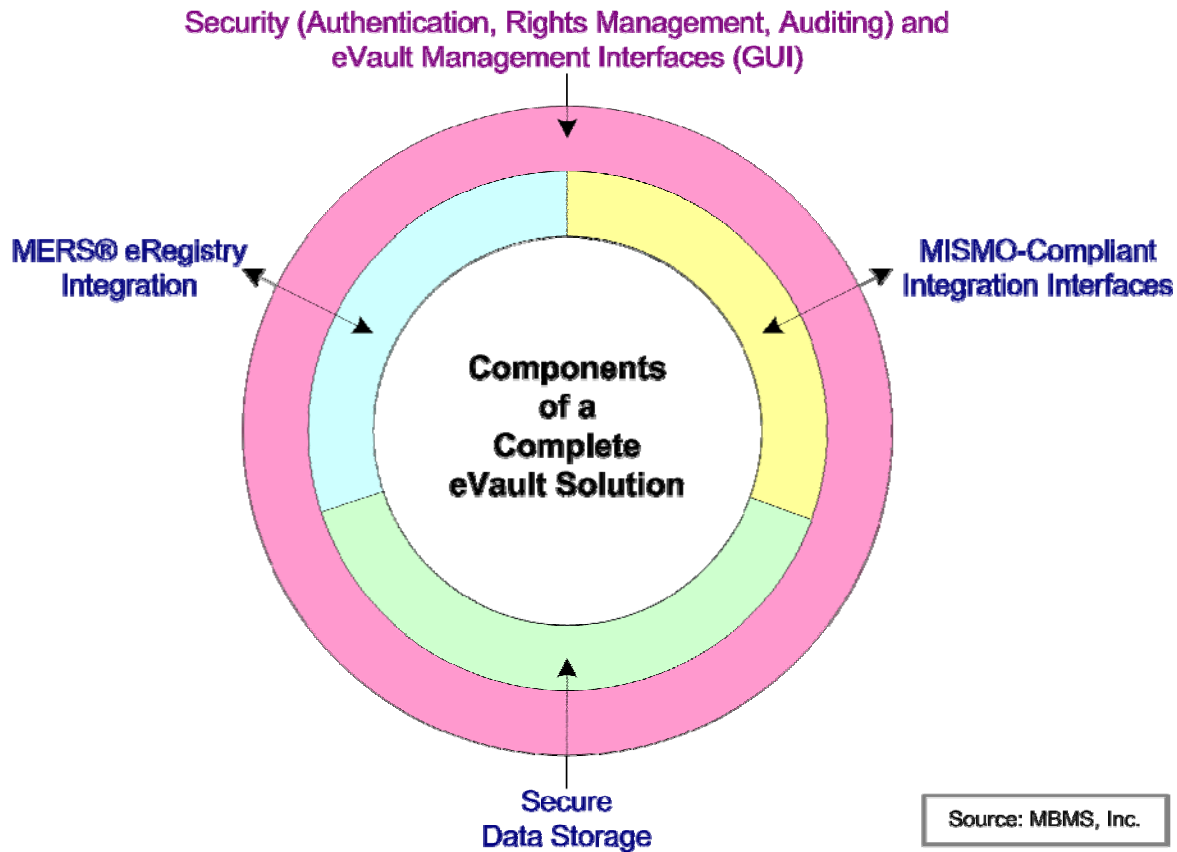 Security (Authentication, Rights Management, Auditing) and
eVault Management Interfaces (GUI)
MERS® eRegistry
Integration
MISMO-Compliant
Integration Interfaces
Components
of a
Complete
eVault Solution
Secure
Data Storage
Source: MBMS, Inc.